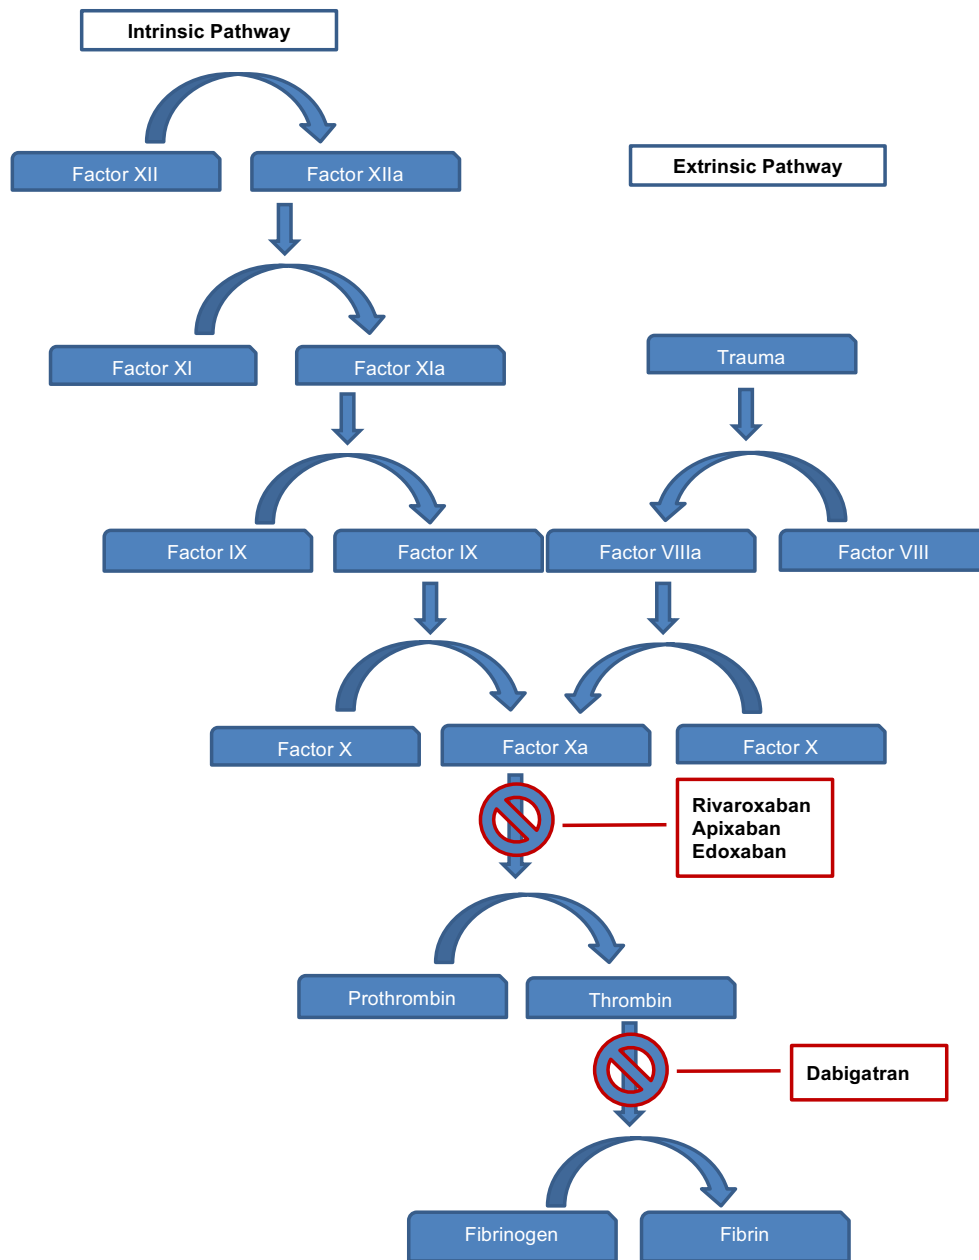 Intrinsic Pathway
Factor XII
Factor XIIa
Extrinsic Pathway
Factor XI
Factor XIa
Trauma
Factor IX
Factor IX
Factor VIIIa
Factor VIII
Factor X
Factor Xa
Factor X
Rivaroxaban
Apixaban
Edoxaban
Prothrombin
Thrombin
Dabigatran
Fibrinogen
Fibrin